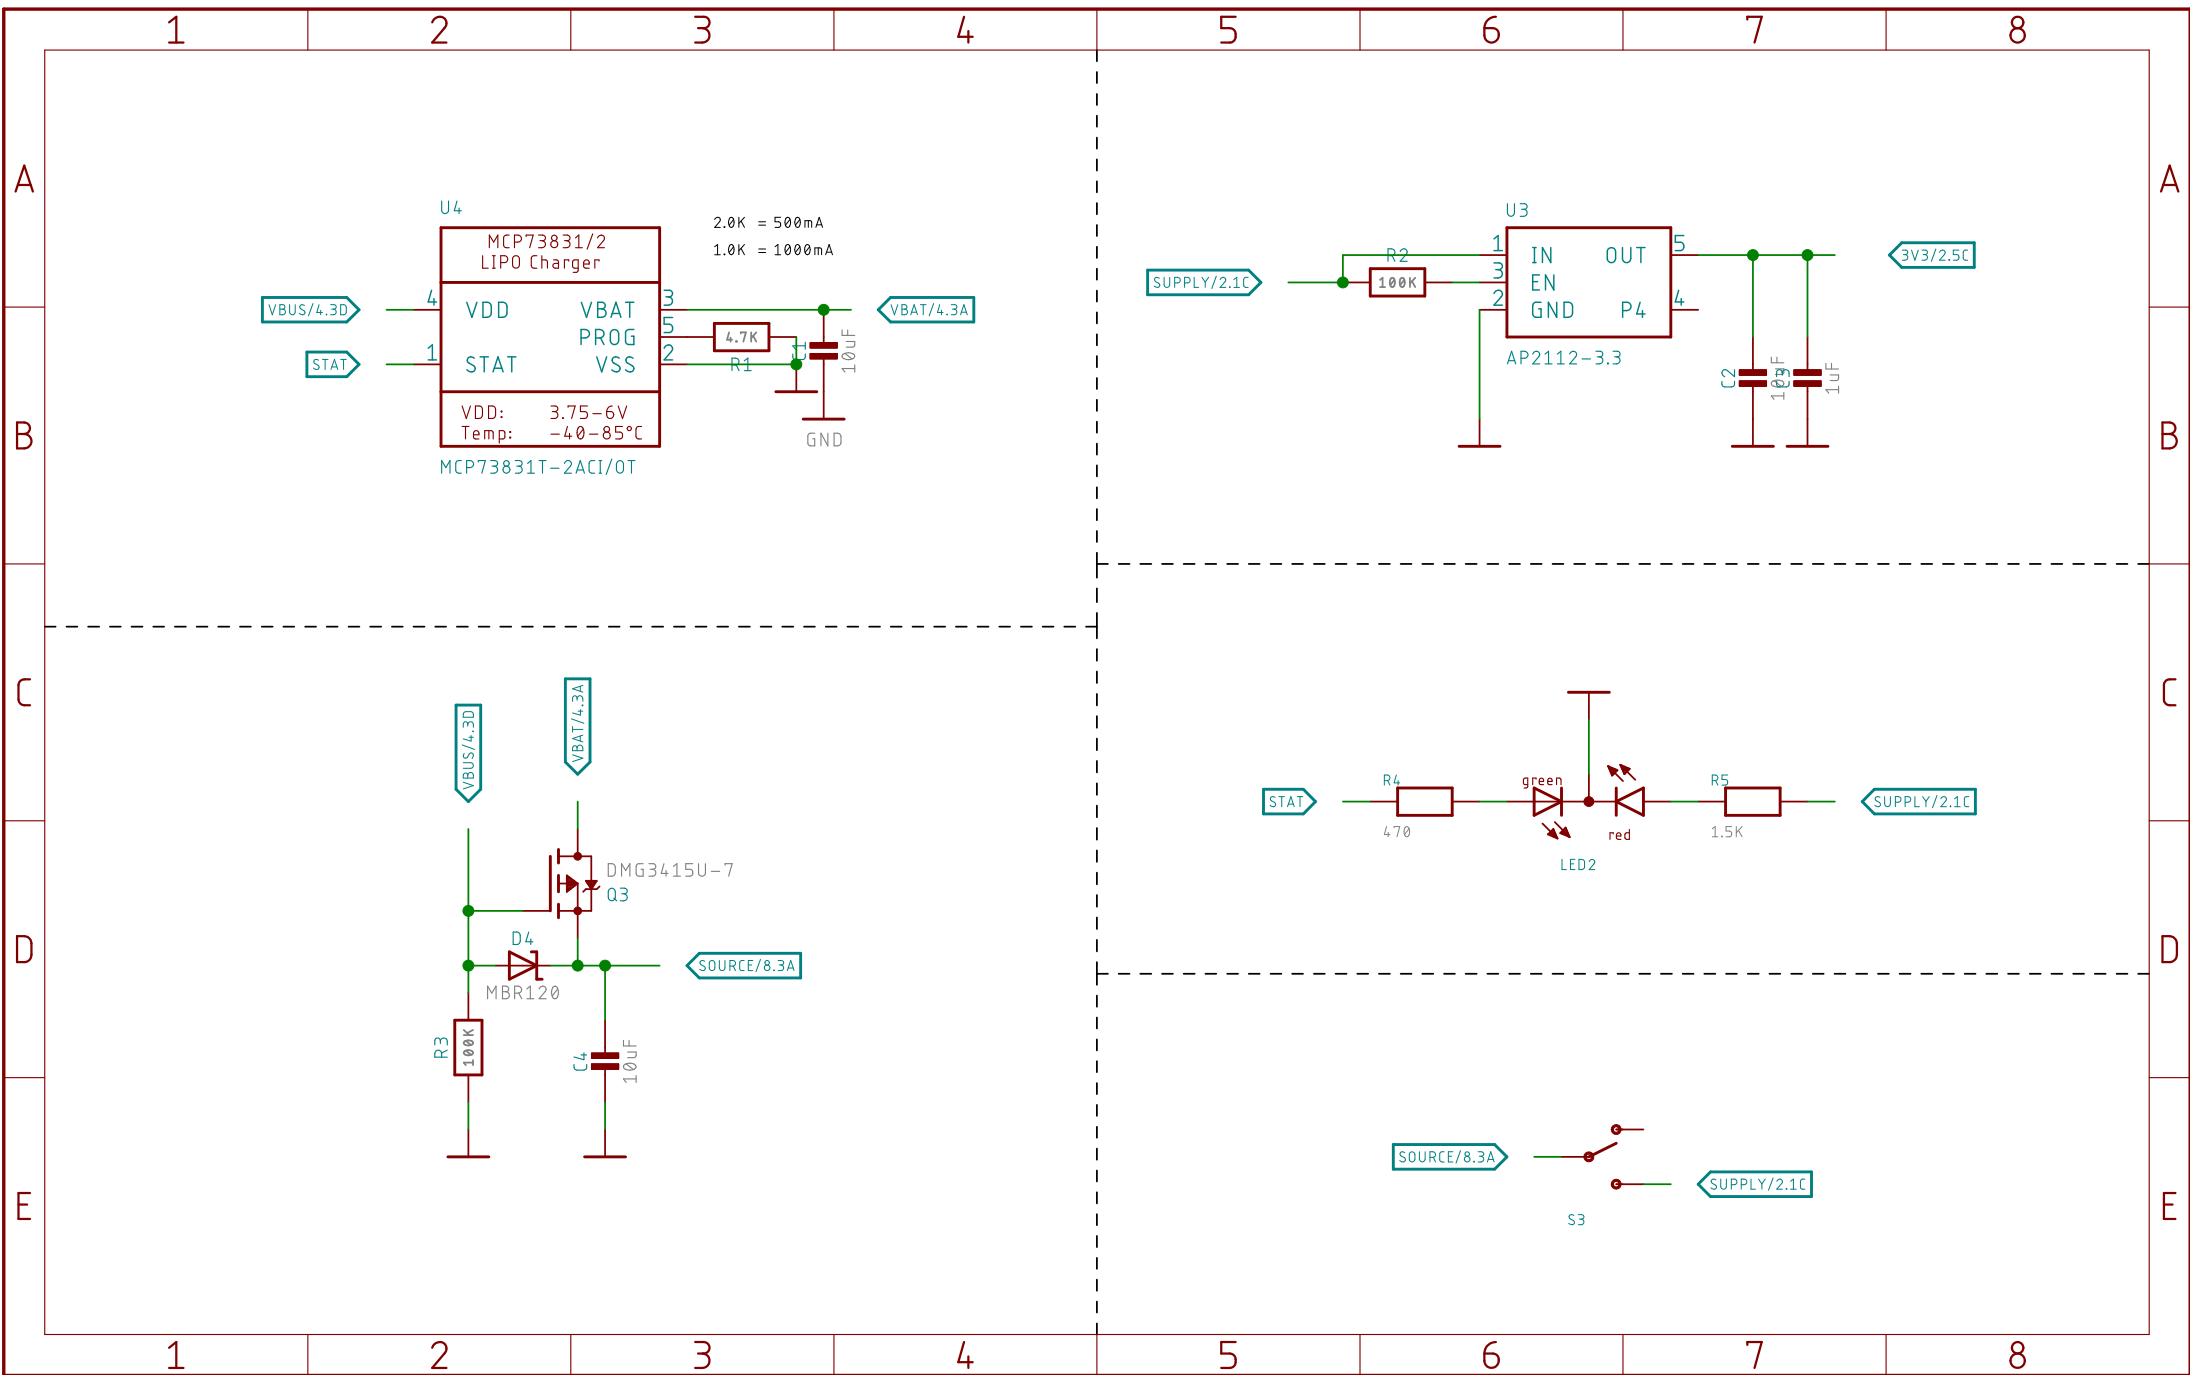 1 2 3 4 5 6 7 8
A
A
U4
MCP73831/2
LIPO Charger
2.0K = 500mA
1.0K = 1000mA
VBUS/4.3D
4
VDD
VBAT
3
VBAT/4.3A
PROG
5
4.7K
R1
STAT
1
STAT
VSS
2
C1
10uF
GND
VDD: 3.75-6V
Temp: -40-85°C
MCP73831T-2ACI/OT
U3
SUPPLY/2.1C
R2
100K
1
IN
OUT
5
3V3/2.5C
3
EN
2
GND
P4
4
AP2112-3.3
C2
10uF
C3
1uF
B
B
C
C
VBUS/4.3D
VBAT/4.3A
DMG3415U-7
Q3
D4
MBR120
SOURCE/8.3A
R3
100K
C4
10uF
STAT
R4
470
green
red
LED2
R5
1.5K
SUPPLY/2.1C
D
D
SOURCE/8.3A
SUPPLY/2.1C
S3
E
E
1 2 3 4 5 6 7 8